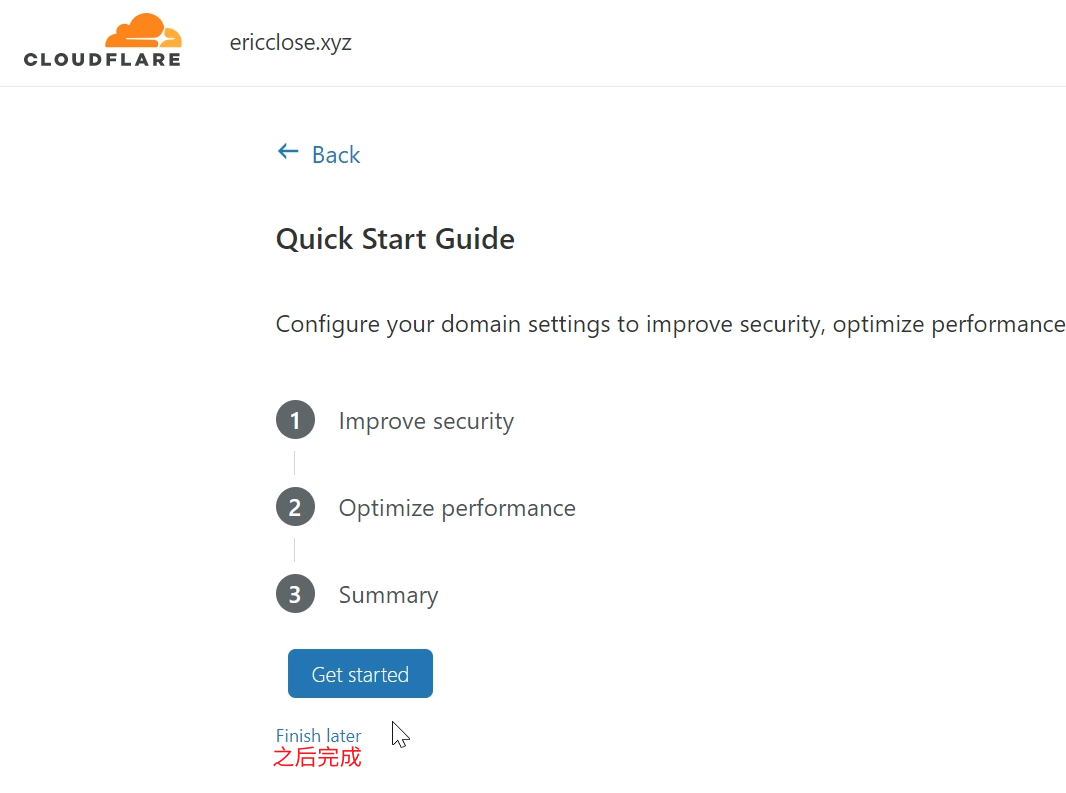 CLOUDFLARE
ericclose.xyz
Back
Quick Start Guide
Configure your domain settings to improve security, optimize performance
1 Improve security
2 Optimize performance
3 Summary
Get started
Finish later
之后完成